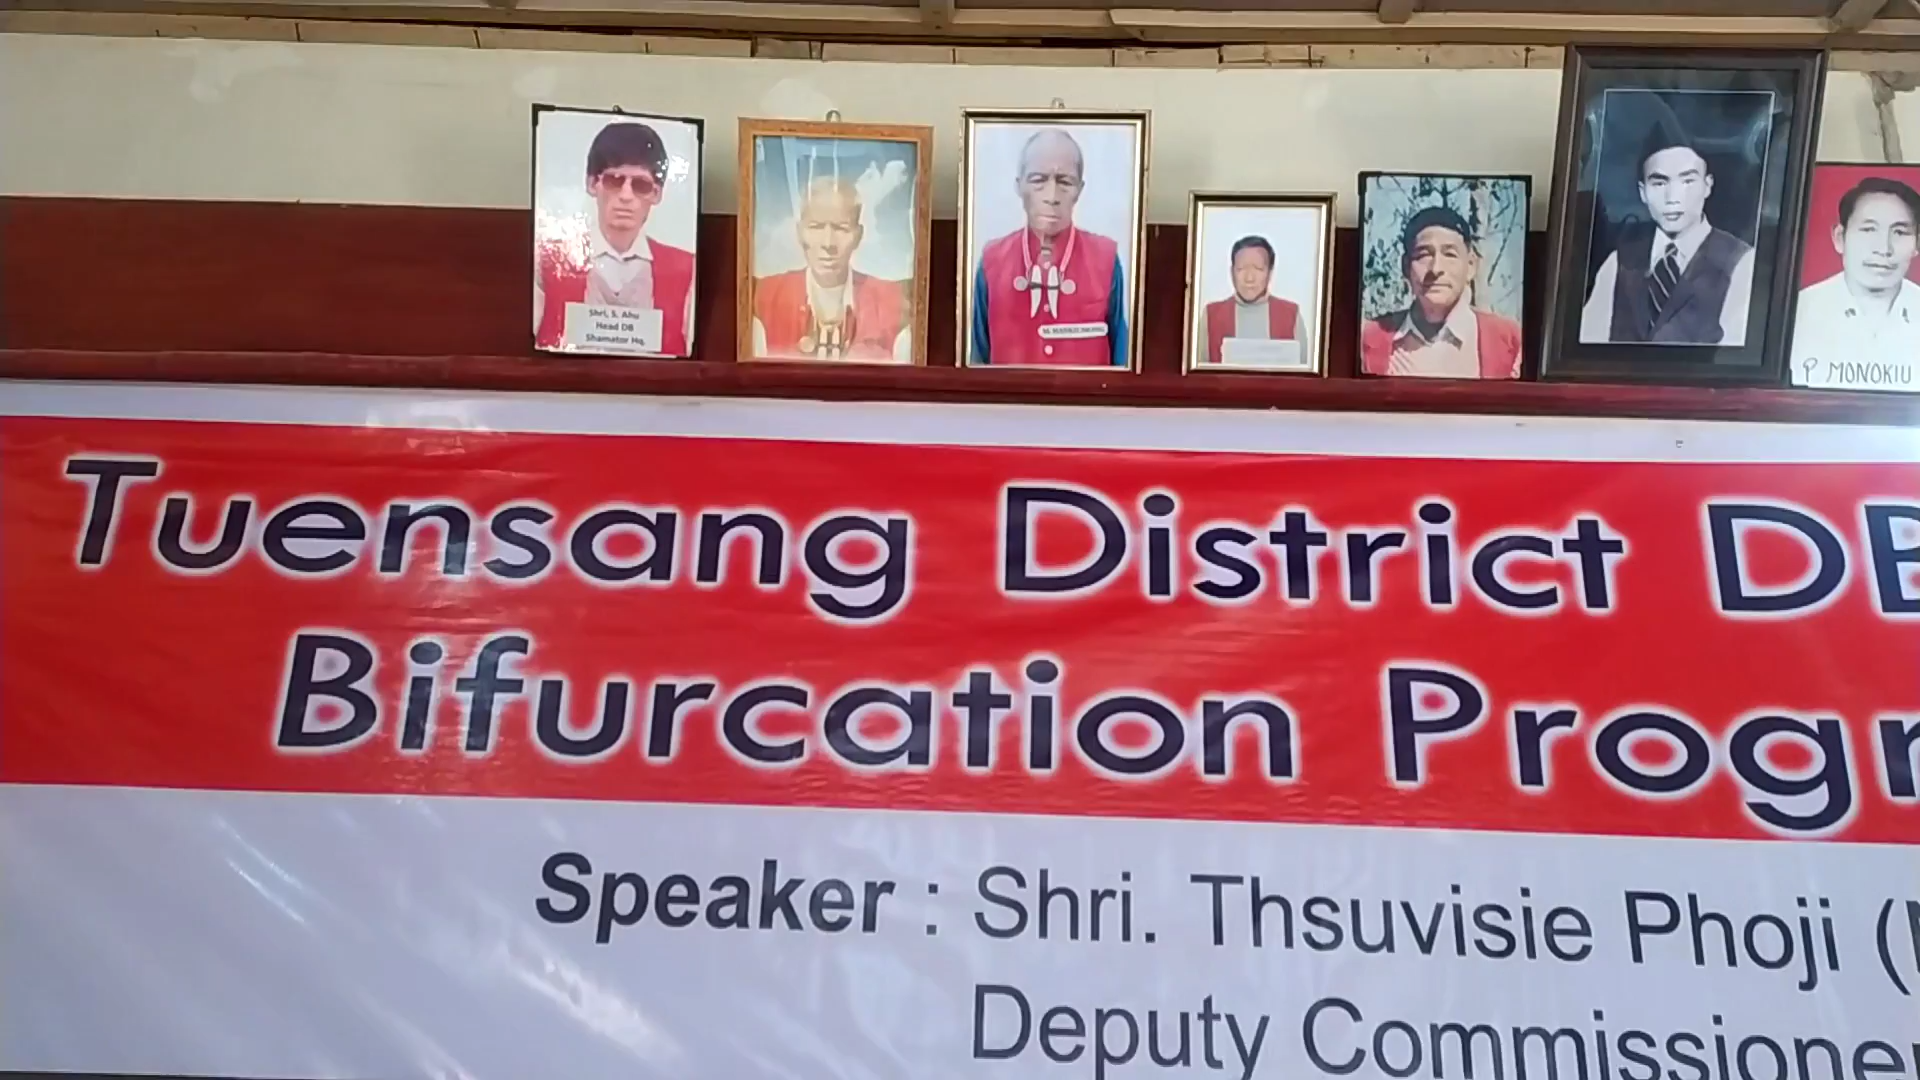 Shri, S. Ahu
Head DB
Shamator Hq.
P MONOKIU
Tuensang District DB
Bifurcation Progr
Speaker : Shri. Thsuvisie Phoji (
Deputy Commissioner